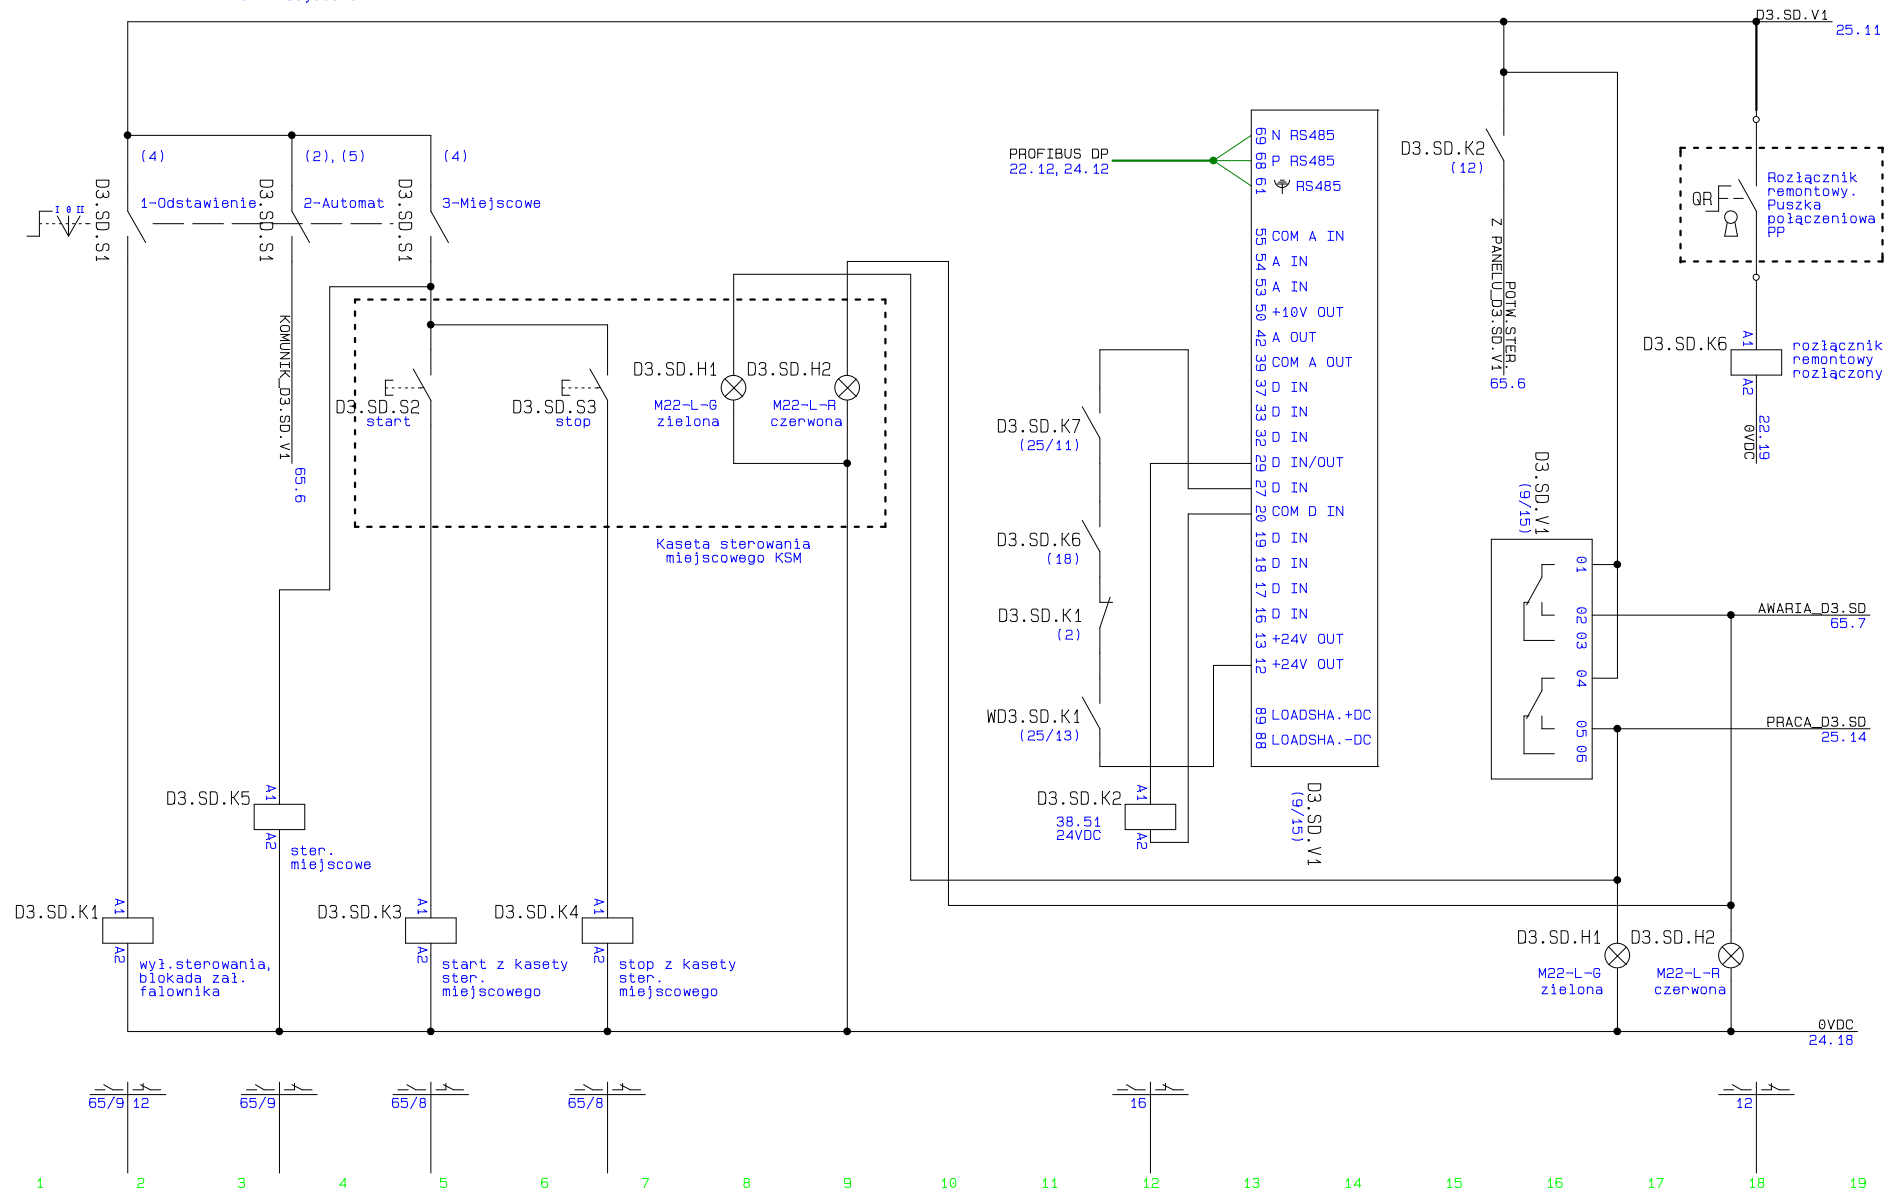 D3.SD.V1
25.11
(4)
(2),(5)
(4)
D3.SD.S1
1-Odstawienie
D3.SD.S1
2-Automat
D3.SD.S1
3-Miejscowe
I 0 II
KOMUNIK_D3.SD.V1
65.6
D3.SD.S2
start
D3.SD.S3
stop
D3.SD.H1
M22-L-G
zielona
D3.SD.H2
M22-L-R
czerwona
Kaseta sterowania
miejscowego KSM
PROFIBUS DP
22.12,24.12
69 N RS485
68 P RS485
61 RS485
55 COM A IN
54 A IN
53 A IN
50 +10V OUT
42 A OUT
39 COM A OUT
37 D IN
33 D IN
32 D IN
29 D IN/OUT
27 D IN
20 COM D IN
19 D IN
18 D IN
17 D IN
16 D IN
13 +24V OUT
12 +24V OUT
89 LOADSHA.+DC
88 LOADSHA.-DC
D3.SD.V1
(9/15)
D3.SD.K7
(25/11)
D3.SD.K6
(18)
D3.SD.K1
(2)
WD3.SD.K1
(25/13)
D3.SD.K2
38.51
24VDC
A1
A2
D3.SD.K2
(12)
POTW.STER.
Z PANELU_D3.SD.V1
65.6
QR
Rozłącznik
remontowy.
Puszka
połączeniowa
PP
D3.SD.K6
A1
A2
rozłącznik
remontowy
rozłączony
22.19
0VDC
D3.SD.V1
(9/15)
01
02
03
04
05
06
AWARIA_D3.SD
65.7
PRACA_D3.SD
25.14
D3.SD.K5
A1
A2
ster.
miejscowe
D3.SD.K1
A1
A2
wył.sterowania,
blokada zał.
falownika
D3.SD.K3
A1
A2
start z kasety
ster.
miejscowego
D3.SD.K4
A1
A2
stop z kasety
ster.
miejscowego
D3.SD.H1
M22-L-G
zielona
D3.SD.H2
M22-L-R
czerwona
0VDC
24.18
65/9 12
65/9
65/8
65/8
16
12
1 2 3 4 5 6 7 8 9 10 11 12 13 14 15 16 17 18 19